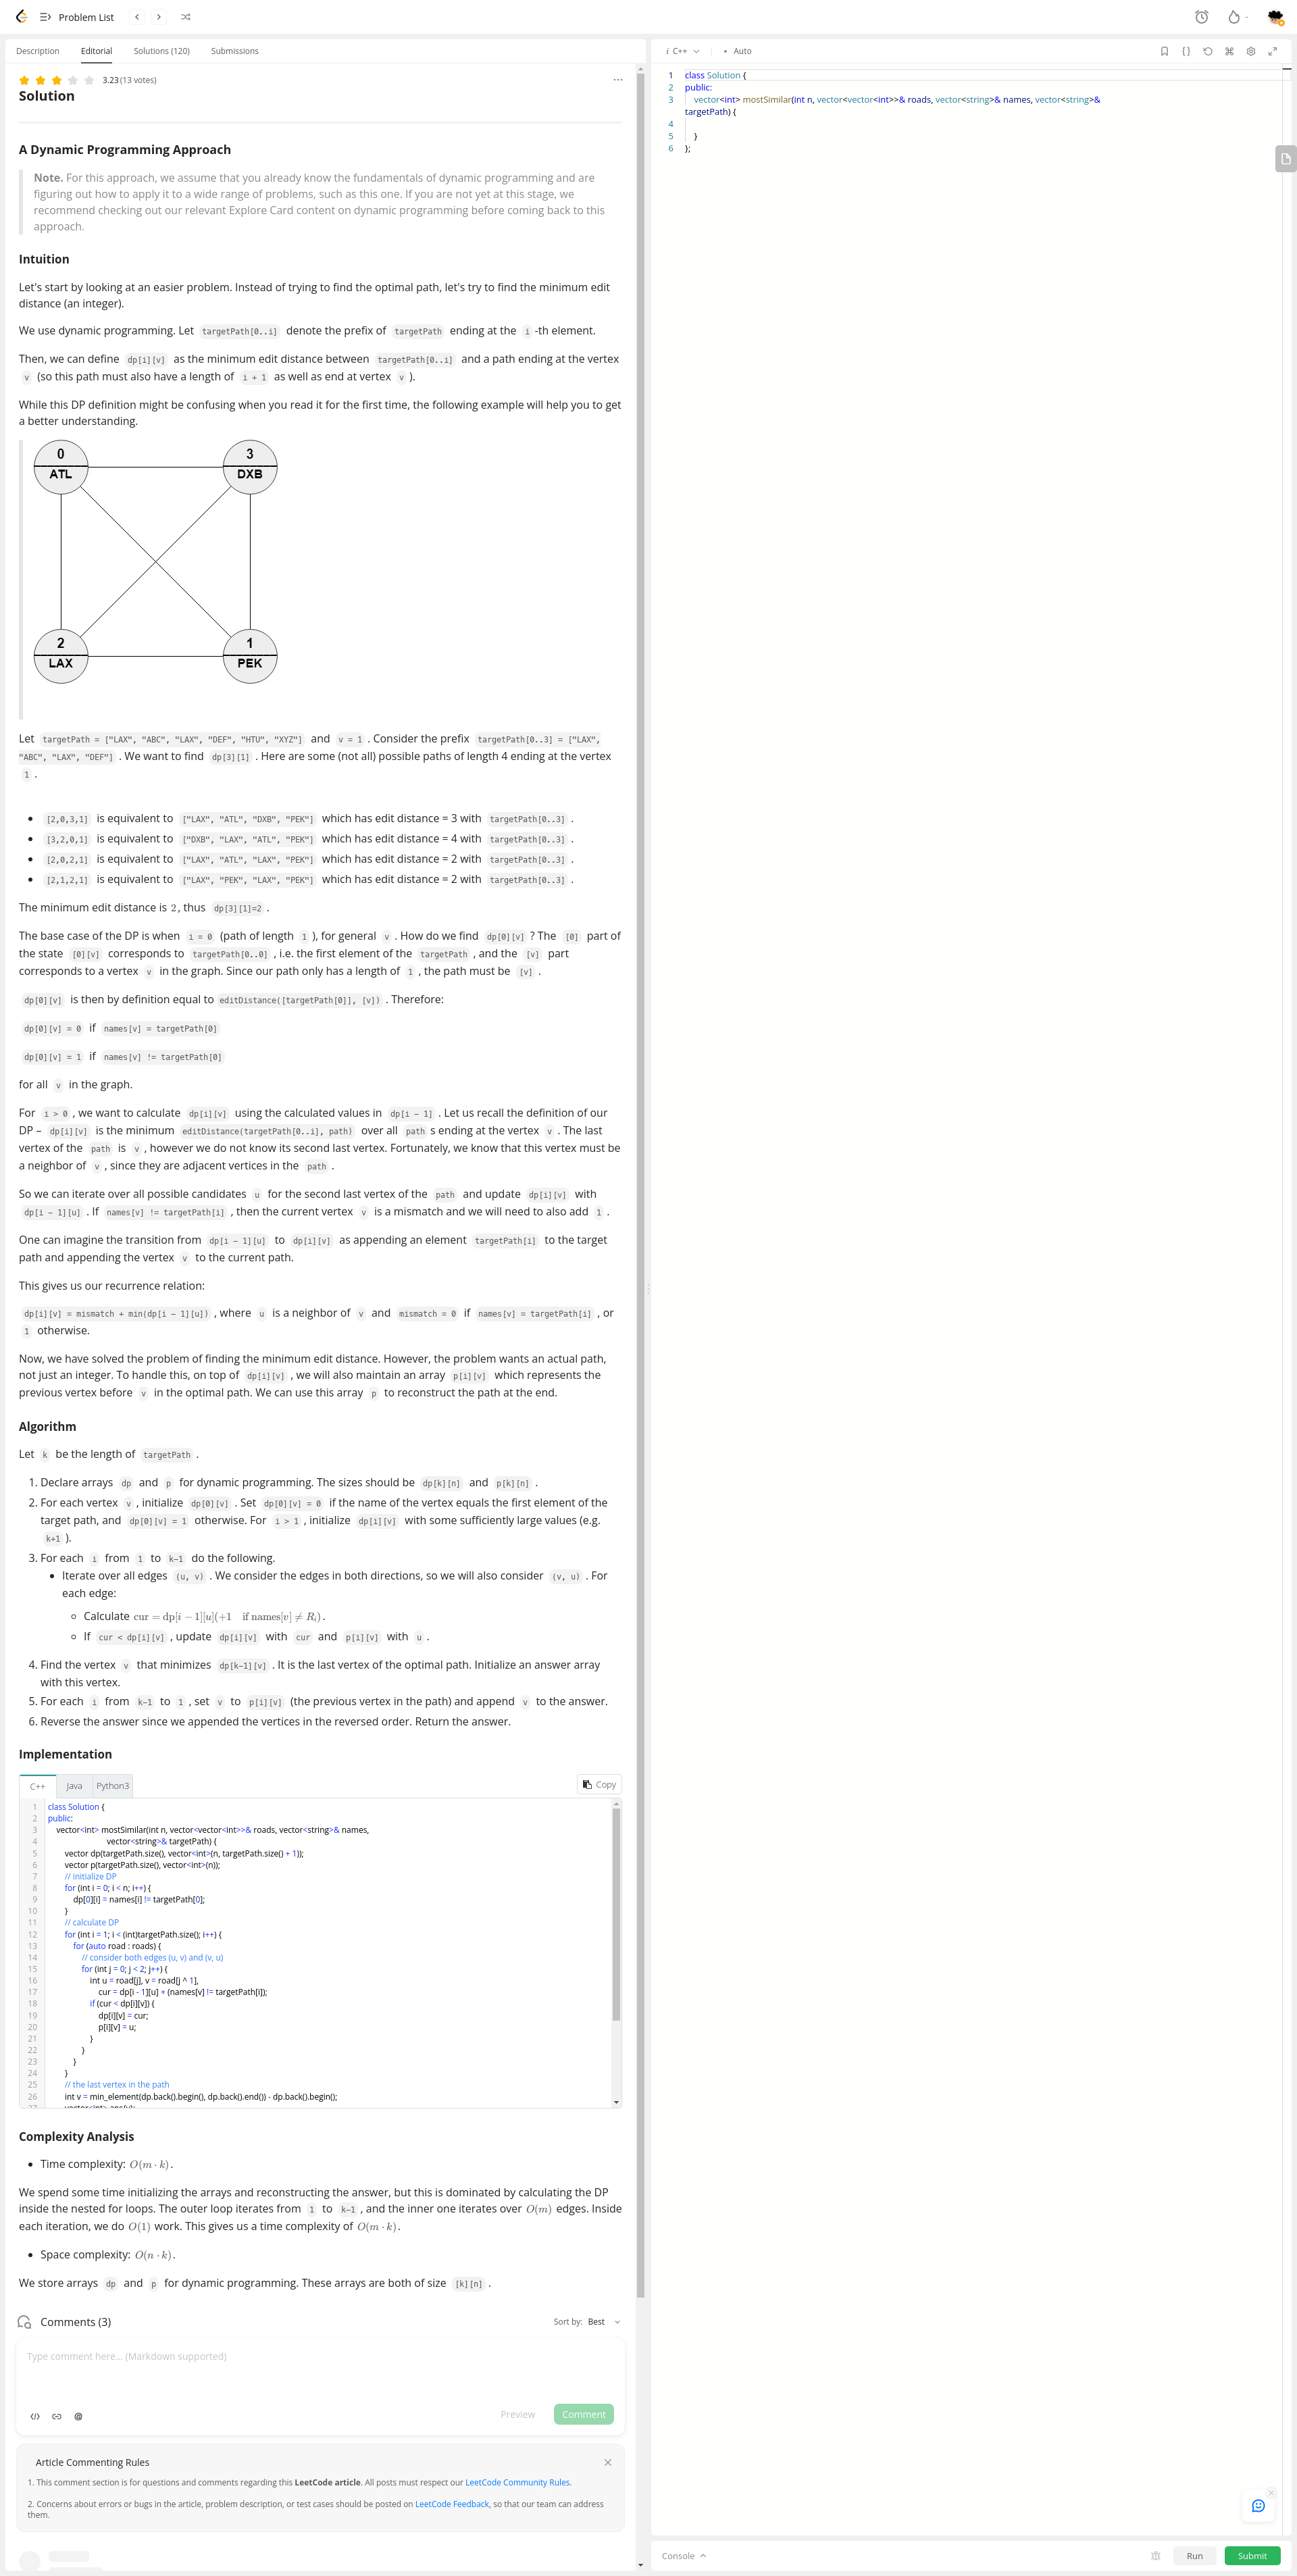 Problem List
Description Editorial Solutions (120) Submissions
3.23 (13 votes)
Solution
A Dynamic Programming Approach
Note. For this approach, we assume that you already know the fundamentals of dynamic programming and are
figuring out how to apply it to a wide range of problems, such as this one. If you are not yet at this stage, we
recommend checking out our relevant Explore Card content on dynamic programming before coming back to this
approach.
Intuition
Let's start by looking at an easier problem. Instead of trying to find the optimal path, let's try to find the minimum edit
distance (an integer).
We use dynamic programming. Let targetPath[0..i] denote the prefix of targetPath ending at the i -th element.
Then, we can define dp[i][v] as the minimum edit distance between targetPath[0..i] and a path ending at the vertex
v (so this path must also have a length of i + 1 as well as end at vertex v ).
While this DP definition might be confusing when you read it for the first time, the following example will help you to get
a better understanding.
0
ATL
3
DXB
2
LAX
1
PEK
Let targetPath = ["LAX", "ABC", "LAX", "DEF", "HTU", "XYZ"] and v = 1 . Consider the prefix targetPath[0..3] = ["LAX",
"ABC", "LAX", "DEF"] . We want to find dp[3][1] . Here are some (not all) possible paths of length 4 ending at the vertex
1 .
• [2,0,3,1] is equivalent to ["LAX", "ATL", "DXB", "PEK"] which has edit distance = 3 with targetPath[0..3] .
• [3,2,0,1] is equivalent to ["DXB", "LAX", "ATL", "PEK"] which has edit distance = 4 with targetPath[0..3] .
• [2,0,2,1] is equivalent to ["LAX", "ATL", "LAX", "PEK"] which has edit distance = 2 with targetPath[0..3] .
• [2,1,2,1] is equivalent to ["LAX", "PEK", "LAX", "PEK"] which has edit distance = 2 with targetPath[0..3] .
The minimum edit distance is 2, thus dp[3][1]=2 .
The base case of the DP is when i = 0 (path of length 1 ), for general v . How do we find dp[0][v] ? The [0] part of
the state [0][v] corresponds to targetPath[0..0] , i.e. the first element of the targetPath , and the [v] part
corresponds to a vertex v in the graph. Since our path only has a length of 1 , the path must be [v] .
dp[0][v] is then by definition equal to editDistance([targetPath[0]], [v]) . Therefore:
dp[0][v] = 0 if names[v] = targetPath[0]
dp[0][v] = 1 if names[v] != targetPath[0]
for all v in the graph.
For i > 0 , we want to calculate dp[i][v] using the calculated values in dp[i − 1] . Let us recall the definition of our
DP – dp[i][v] is the minimum editDistance(targetPath[0..i], path) over all path s ending at the vertex v . The last
vertex of the path is v , however we do not know its second last vertex. Fortunately, we know that this vertex must be
a neighbor of v , since they are adjacent vertices in the path .
So we can iterate over all possible candidates u for the second last vertex of the path and update dp[i][v] with
dp[i − 1][u] . If names[v] != targetPath[i] , then the current vertex v is a mismatch and we will need to also add 1 .
One can imagine the transition from dp[i − 1][u] to dp[i][v] as appending an element targetPath[i] to the target
path and appending the vertex v to the current path.
This gives us our recurrence relation:
dp[i][v] = mismatch + min(dp[i − 1][u]) , where u is a neighbor of v and mismatch = 0 if names[v] = targetPath[i] , or
1 otherwise.
Now, we have solved the problem of finding the minimum edit distance. However, the problem wants an actual path,
not just an integer. To handle this, on top of dp[i][v] , we will also maintain an array p[i][v] which represents the
previous vertex before v in the optimal path. We can use this array p to reconstruct the path at the end.
Algorithm
Let k be the length of targetPath .
1. Declare arrays dp and p for dynamic programming. The sizes should be dp[k][n] and p[k][n] .
2. For each vertex v , initialize dp[0][v] . Set dp[0][v] = 0 if the name of the vertex equals the first element of the
target path, and dp[0][v] = 1 otherwise. For i > 1 , initialize dp[i][v] with some sufficiently large values (e.g.
k+1 ).
3. For each i from 1 to k−1 do the following.
• Iterate over all edges (u, v) . We consider the edges in both directions, so we will also consider (v, u) . For
each edge:
◦ Calculate cur = dp[i − 1][u](+1 if names[v] ≠ Rᵢ).
◦ If cur < dp[i][v] , update dp[i][v] with cur and p[i][v] with u .
4. Find the vertex v that minimizes dp[k−1][v] . It is the last vertex of the optimal path. Initialize an answer array
with this vertex.
5. For each i from k−1 to 1 , set v to p[i][v] (the previous vertex in the path) and append v to the answer.
6. Reverse the answer since we appended the vertices in the reversed order. Return the answer.
Implementation
C++ Java Python3 Copy
1 class Solution {
2 public:
3 vector<int> mostSimilar(int n, vector<vector<int>>& roads, vector<string>& names,
4 vector<string>& targetPath) {
5 vector dp(targetPath.size(), vector<int>(n, targetPath.size() + 1));
6 vector p(targetPath.size(), vector<int>(n));
7 // initialize DP
8 for (int i = 0; i < n; i++) {
9 dp[0][i] = names[i] != targetPath[0];
10 }
11 // calculate DP
12 for (int i = 1; i < (int)targetPath.size(); i++) {
13 for (auto road : roads) {
14 // consider both edges (u, v) and (v, u)
15 for (int j = 0; j < 2; j++) {
16 int u = road[j], v = road[j ^ 1],
17 cur = dp[i - 1][u] + (names[v] != targetPath[i]);
18 if (cur < dp[i][v]) {
19 dp[i][v] = cur;
20 p[i][v] = u;
21 }
22 }
23 }
24 }
25 // the last vertex in the path
26 int v = min_element(dp.back().begin(), dp.back().end()) - dp.back().begin();
Complexity Analysis
• Time complexity: O(m · k).
We spend some time initializing the arrays and reconstructing the answer, but this is dominated by calculating the DP
inside the nested for loops. The outer loop iterates from 1 to k−1 , and the inner one iterates over O(m) edges. Inside
each iteration, we do O(1) work. This gives us a time complexity of O(m · k).
• Space complexity: O(n · k).
We store arrays dp and p for dynamic programming. These arrays are both of size [k][n] .
Comments (3) Sort by: Best
Type comment here... (Markdown supported)
Preview Comment
Article Commenting Rules
1. This comment section is for questions and comments regarding this LeetCode article. All posts must respect our LeetCode Community Rules.
2. Concerns about errors or bugs in the article, problem description, or test cases should be posted on LeetCode Feedback, so that our team can address
them.
i C++ • Auto
1 class Solution {
2 public:
3 vector<int> mostSimilar(int n, vector<vector<int>>& roads, vector<string>& names, vector<string>&
targetPath) {
4
5 }
6 };
Console Run Submit